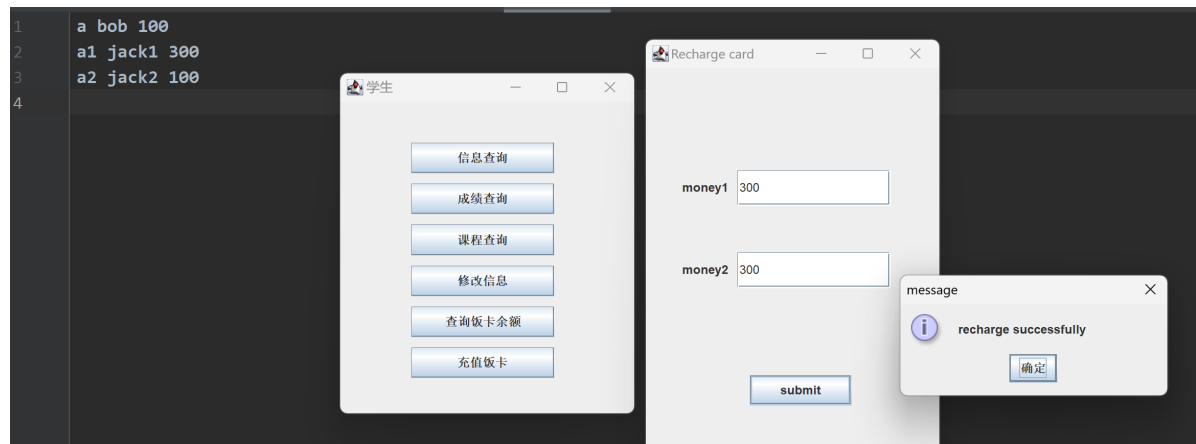 1 a bob 100
2 a1 jack1 300
3 a2 jack2 100
4
学生
信息查询
成绩查询
课程查询
修改信息
查询饭卡余额
充值饭卡
Recharge card
money1 300
money2 300
submit
message
recharge successfully
确定